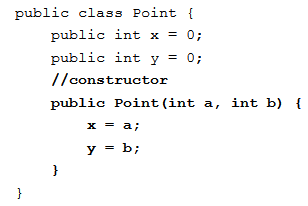 public class Point {
    public int x = 0;
    public int y = 0;
    //constructor
    public Point(int a, int b) {
        x = a;
        y = b;
    }
}